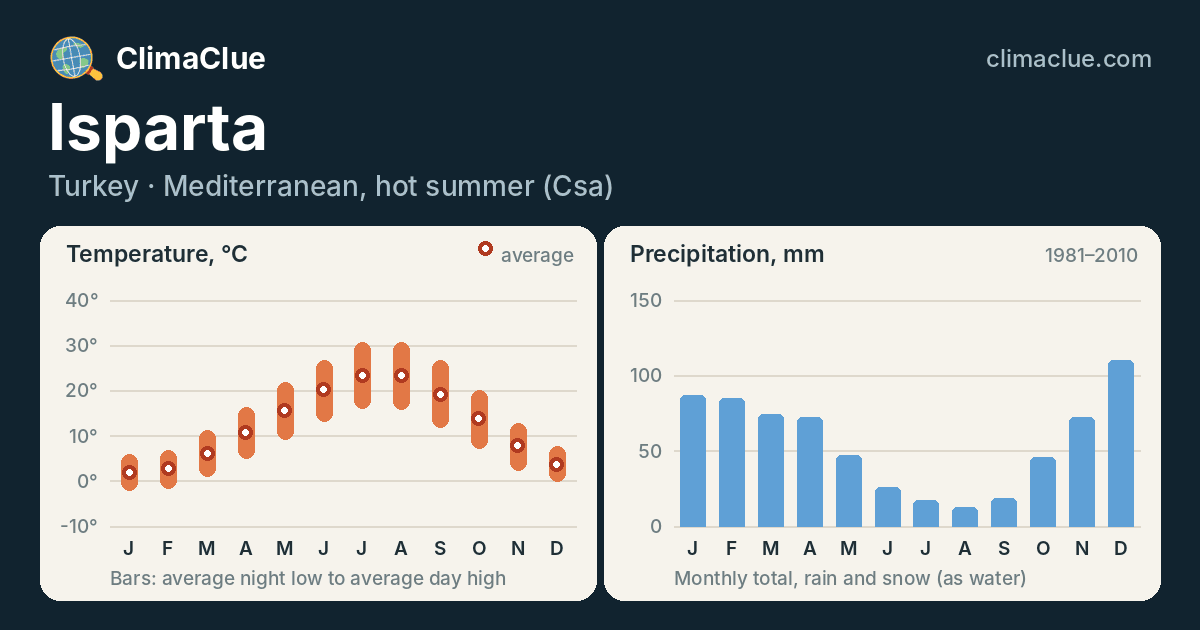 ClimaClue
climaclue.com
Isparta
Turkey · Mediterranean, hot summer (Csa)
Temperature, °C
average
40°
30°
20°
10°
0°
-10°
J F M A M J J A S O N D
Bars: average night low to average day high
Precipitation, mm
1981–2010
150
100
50
0
J F M A M J J A S O N D
Monthly total, rain and snow (as water)